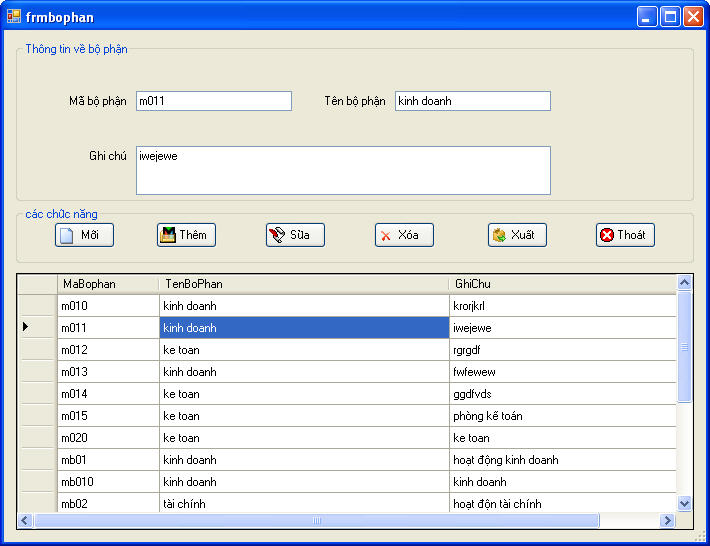 frmbophan
Thông tin về bộ phận
Mã bộ phận m011 Tên bộ phận kinh doanh
Ghi chú iwejewe
các chức năng
Mới Thêm Sửa Xóa Xuất Thoát
MaBophan TenBoPhan GhiChu
m010 kinh doanh krorjkrl
m011 kinh doanh iwejewe
m012 ke toan rgrgdf
m013 kinh doanh fwfewew
m014 ke toan ggdfvds
m015 ke toan phòng kế toán
m020 ke toan ke toan
mb01 kinh doanh hoạt động kinh doanh
mb010 kinh doanh kinh doanh
mb02 tài chính hoạt độn tài chính